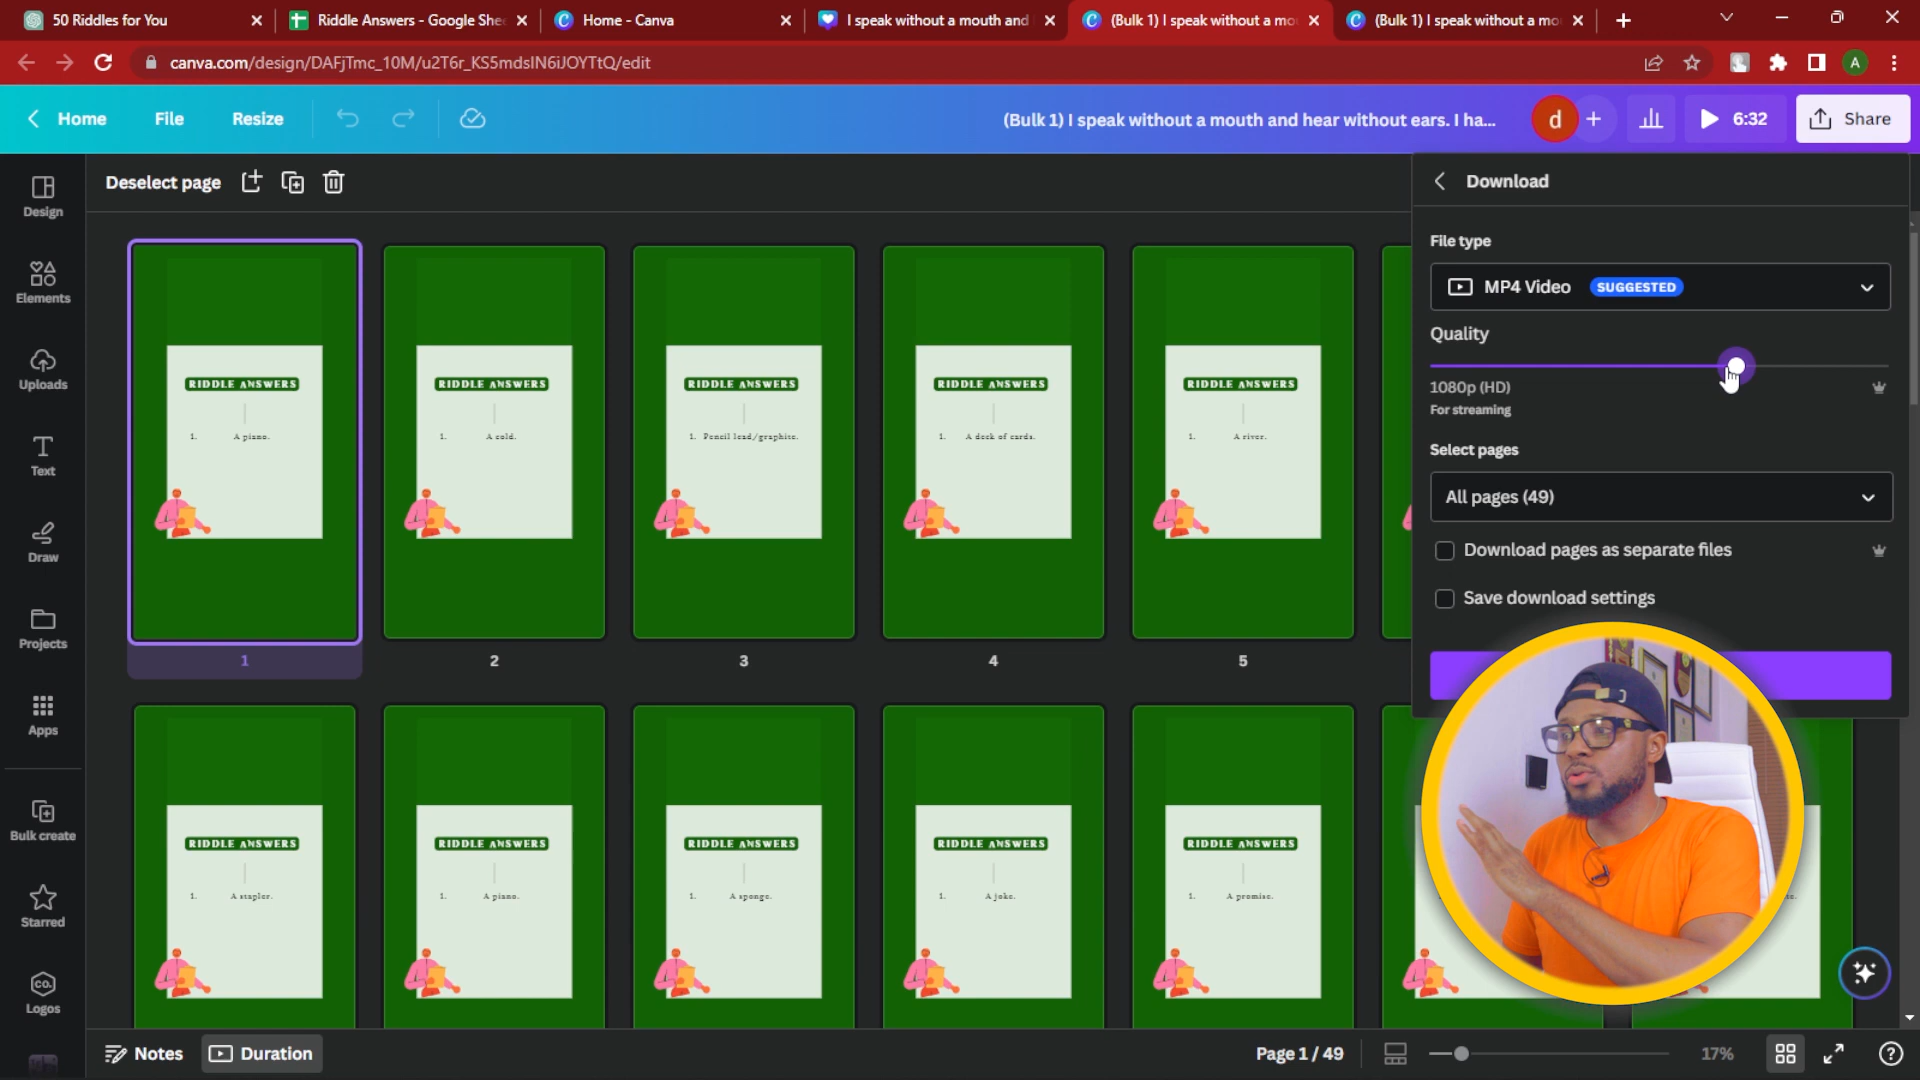 50 Riddles for You
Riddle Answers - Google She
Home - Canva
I speak without a mouth and
(Bulk 1) I speak without a mo
(Bulk 1) I speak without a mo
canva.com/design/DAFjTmc_10M/u2T6r_KS5mdsIN6iJOYTtQ/edit
A
Home
File
Resize
(Bulk 1) I speak without a mouth and hear without ears. I ha...
d
6:32
Share
Deselect page
Design
Elements
Uploads
Text
Draw
Projects
Apps
Bulk create
Starred
CO.
Logos
RIDDLE ANSWERS
1. A piano.
1
RIDDLE ANSWERS
1. A cold.
2
RIDDLE ANSWERS
1. Pencil lead/graphite.
3
RIDDLE ANSWERS
1. A deck of cards.
4
RIDDLE ANSWERS
1. A river.
5
RIDDLE ANSWERS
1. A stapler.
RIDDLE ANSWERS
1. A piano.
RIDDLE ANSWERS
1. A sponge.
RIDDLE ANSWERS
1. A joke.
RIDDLE ANSWERS
1. A promise.
Download
File type
MP4 Video SUGGESTED
Quality
1080p (HD)
For streaming
Select pages
All pages (49)
Download pages as separate files
Save download settings
Notes
Duration
Page 1 / 49
17%